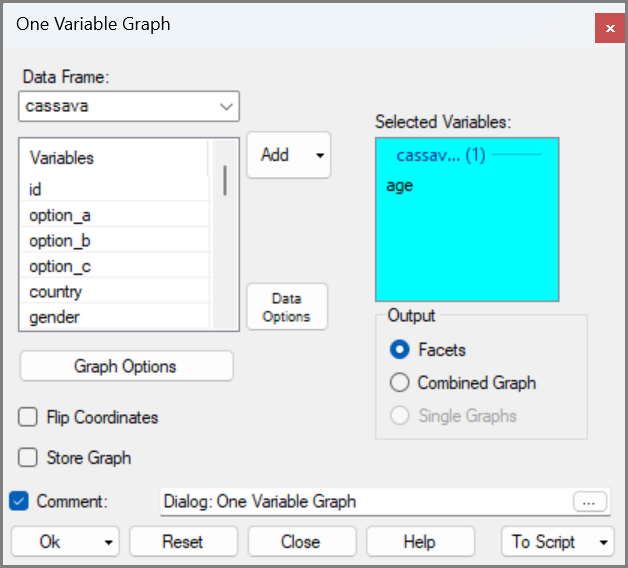 One Variable Graph
Data Frame:
cassava
Variables
id
option_a
option_b
option_c
country
gender
Add
Data
Options
Selected Variables:
cassav... (1)
age
Output
Facets
Combined Graph
Single Graphs
Graph Options
Flip Coordinates
Store Graph
Comment:
Dialog: One Variable Graph
...
Ok
Reset
Close
Help
To Script